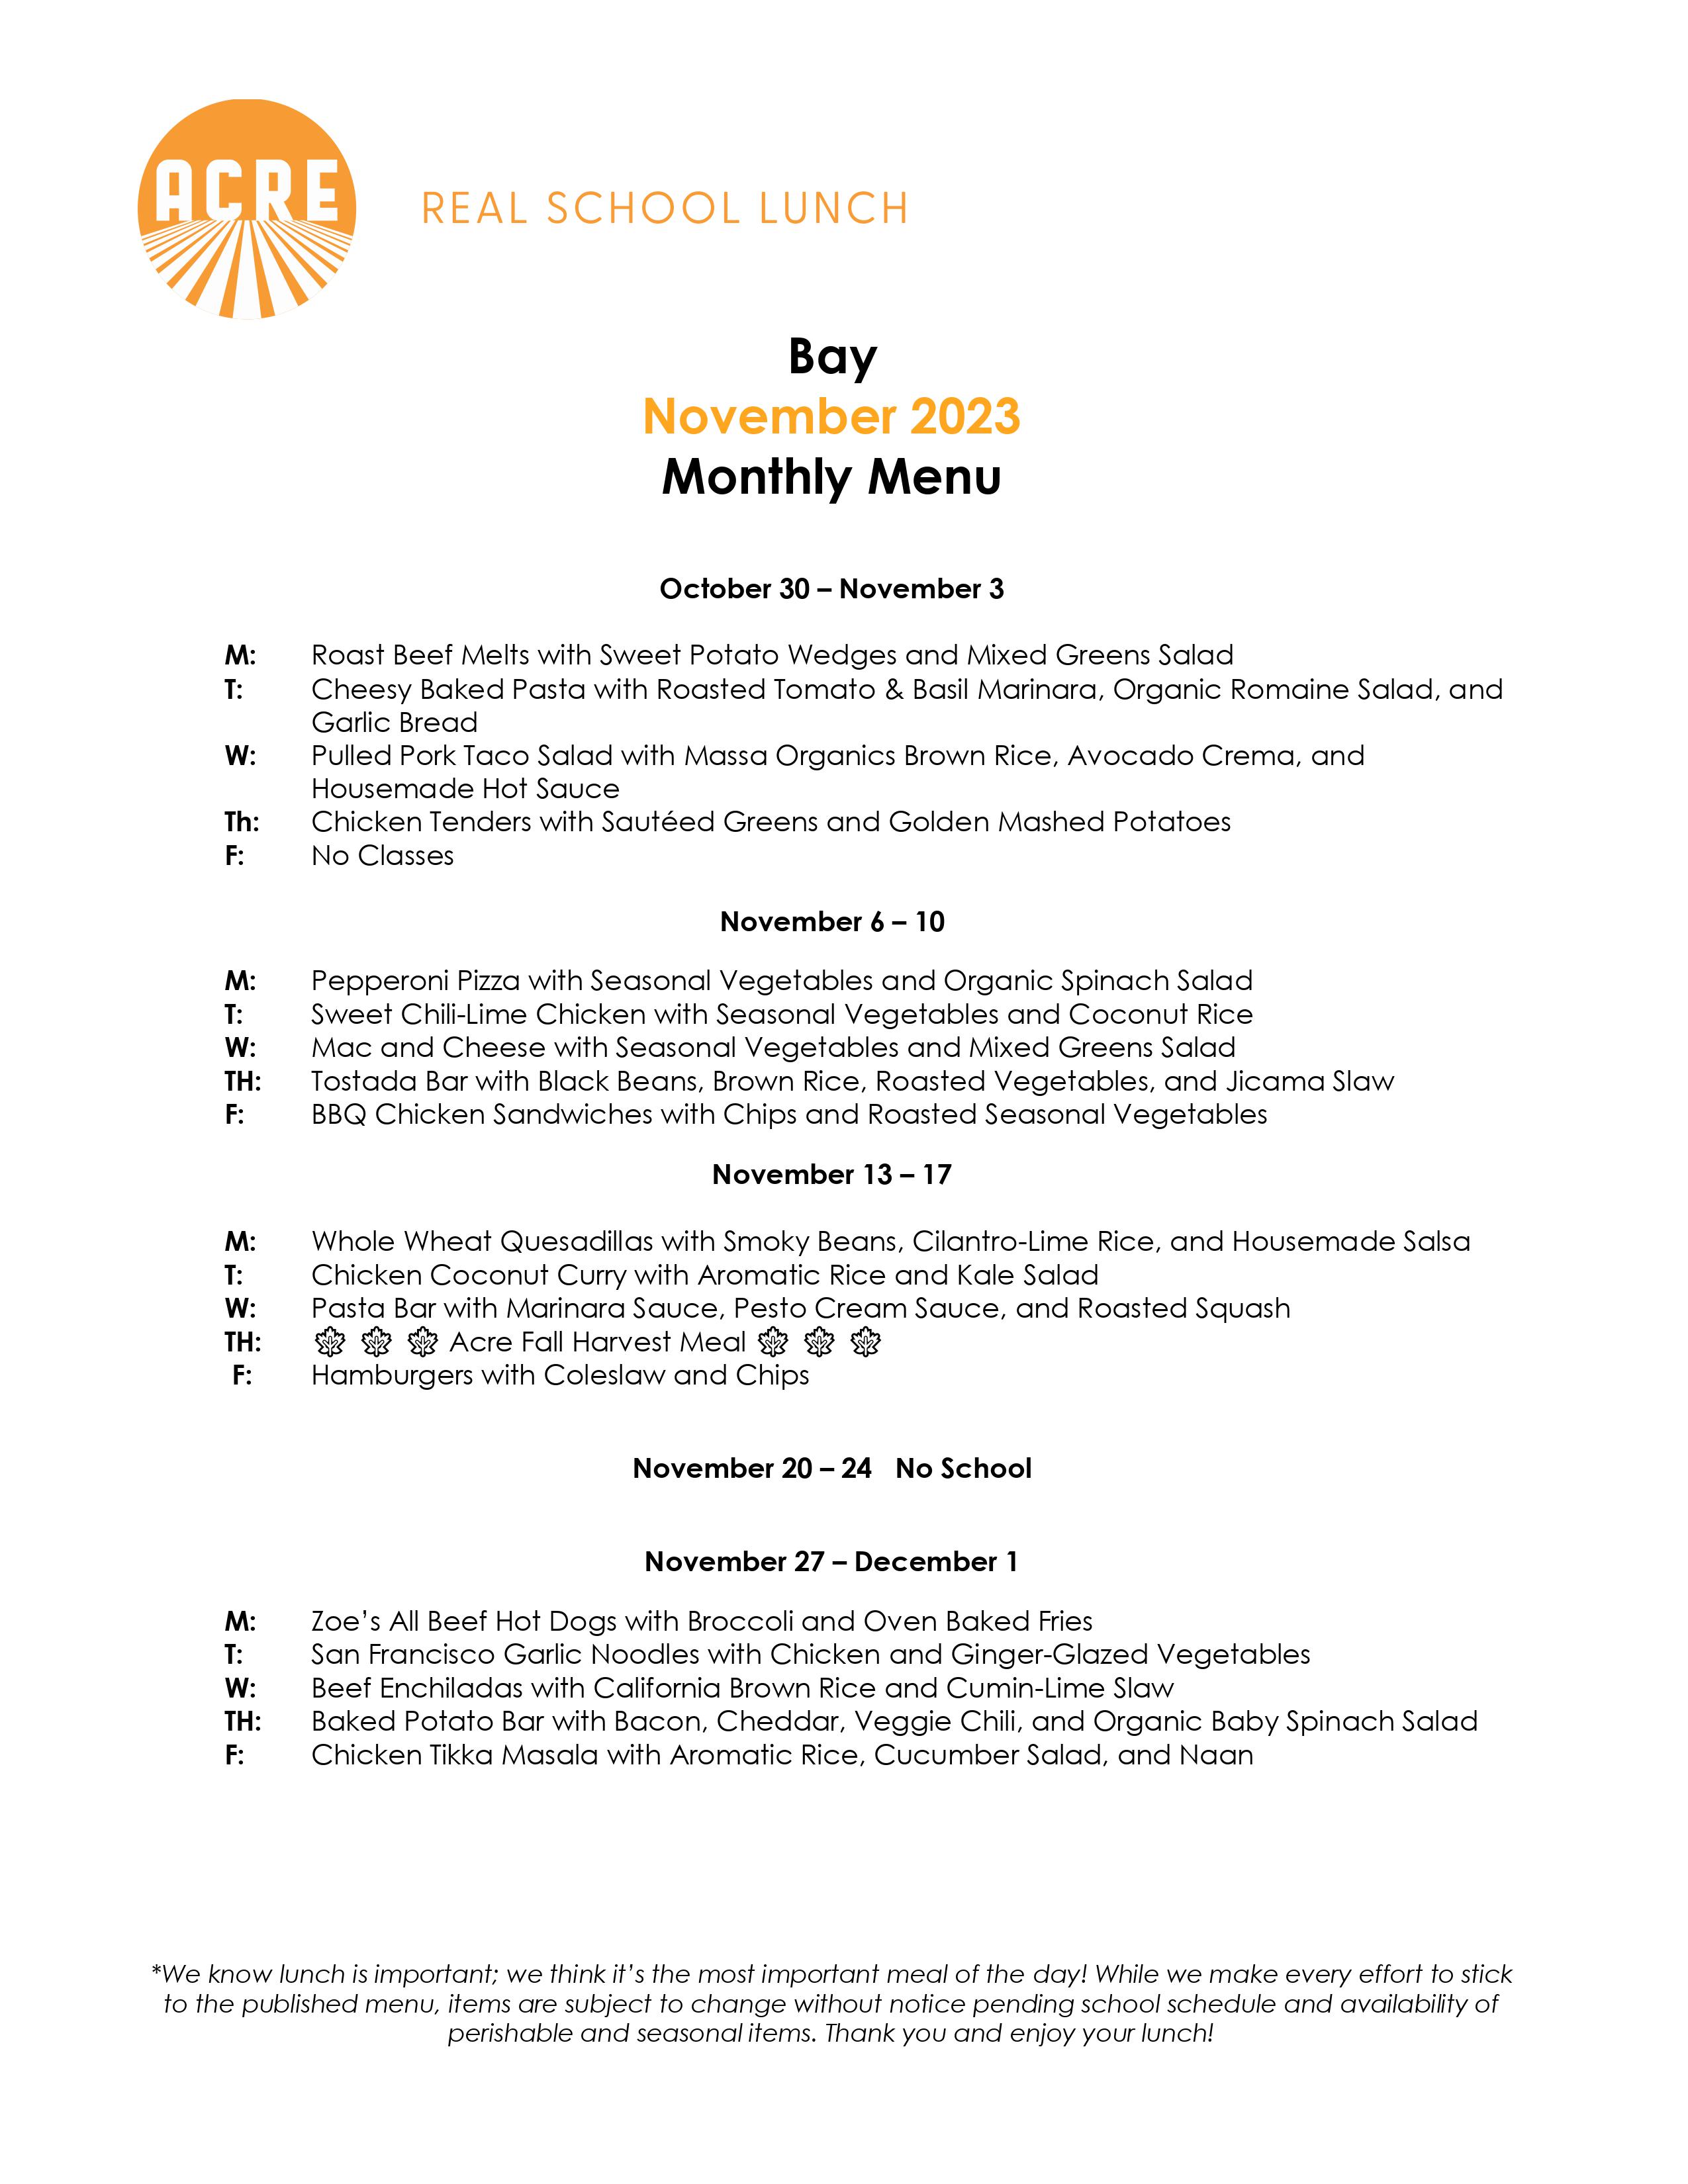 ACRE
REAL SCHOOL LUNCH
Bay
November 2023
Monthly Menu
October 30 – November 3
M: Roast Beef Melts with Sweet Potato Wedges and Mixed Greens Salad
T: Cheesy Baked Pasta with Roasted Tomato & Basil Marinara, Organic Romaine Salad, and
Garlic Bread
W: Pulled Pork Taco Salad with Massa Organics Brown Rice, Avocado Crema, and
Housemade Hot Sauce
Th: Chicken Tenders with Sautéed Greens and Golden Mashed Potatoes
F: No Classes
November 6 – 10
M: Pepperoni Pizza with Seasonal Vegetables and Organic Spinach Salad
T: Sweet Chili-Lime Chicken with Seasonal Vegetables and Coconut Rice
W: Mac and Cheese with Seasonal Vegetables and Mixed Greens Salad
TH: Tostada Bar with Black Beans, Brown Rice, Roasted Vegetables, and Jicama Slaw
F: BBQ Chicken Sandwiches with Chips and Roasted Seasonal Vegetables
November 13 – 17
M: Whole Wheat Quesadillas with Smoky Beans, Cilantro-Lime Rice, and Housemade Salsa
T: Chicken Coconut Curry with Aromatic Rice and Kale Salad
W: Pasta Bar with Marinara Sauce, Pesto Cream Sauce, and Roasted Squash
TH: Acre Fall Harvest Meal
F: Hamburgers with Coleslaw and Chips
November 20 – 24 No School
November 27 – December 1
M: Zoe’s All Beef Hot Dogs with Broccoli and Oven Baked Fries
T: San Francisco Garlic Noodles with Chicken and Ginger-Glazed Vegetables
W: Beef Enchiladas with California Brown Rice and Cumin-Lime Slaw
TH: Baked Potato Bar with Bacon, Cheddar, Veggie Chili, and Organic Baby Spinach Salad
F: Chicken Tikka Masala with Aromatic Rice, Cucumber Salad, and Naan
*We know lunch is important; we think it’s the most important meal of the day! While we make every effort to stick
to the published menu, items are subject to change without notice pending school schedule and availability of
perishable and seasonal items. Thank you and enjoy your lunch!